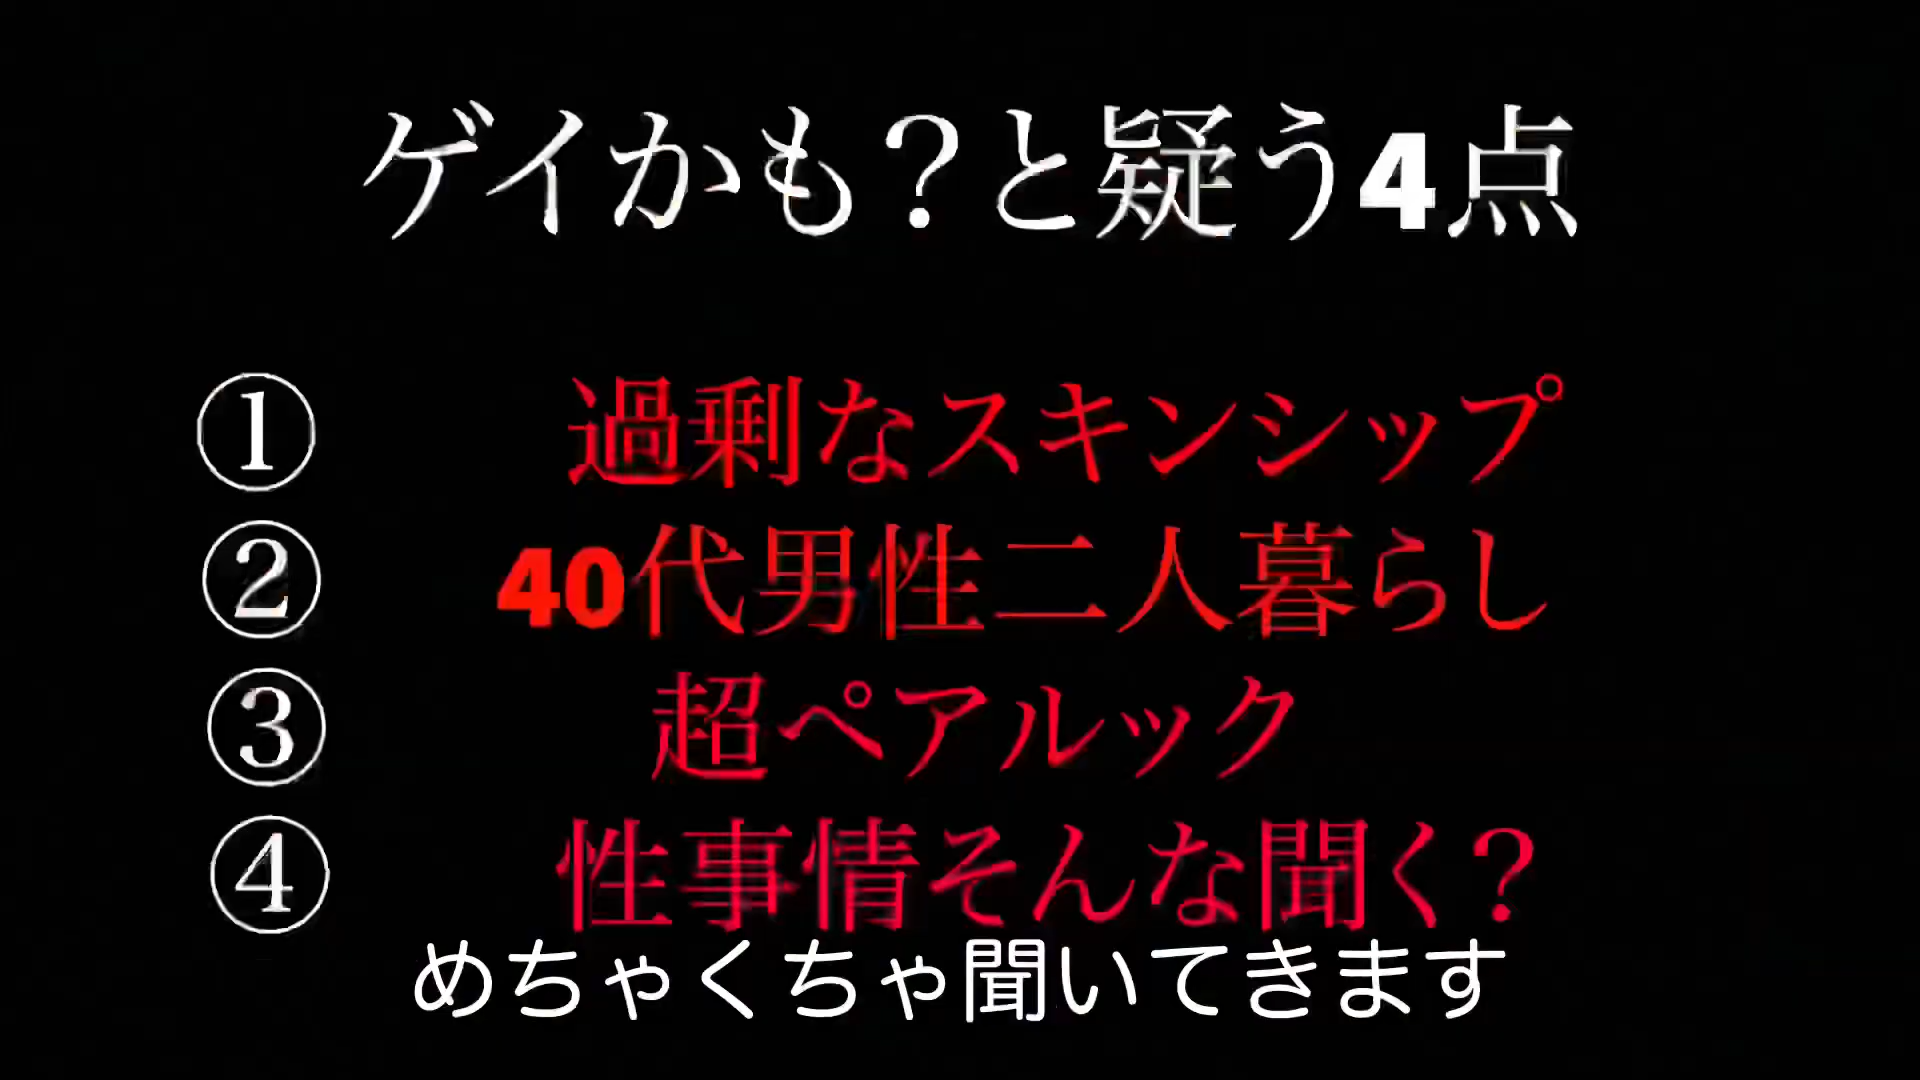 ゲイかも？と疑う4点
① 過剰なスキンシップ
② 40代男性二人暮らし
③ 超ペアルック
④ 性事情そんな聞く？
めちゃくちゃ聞いてきます